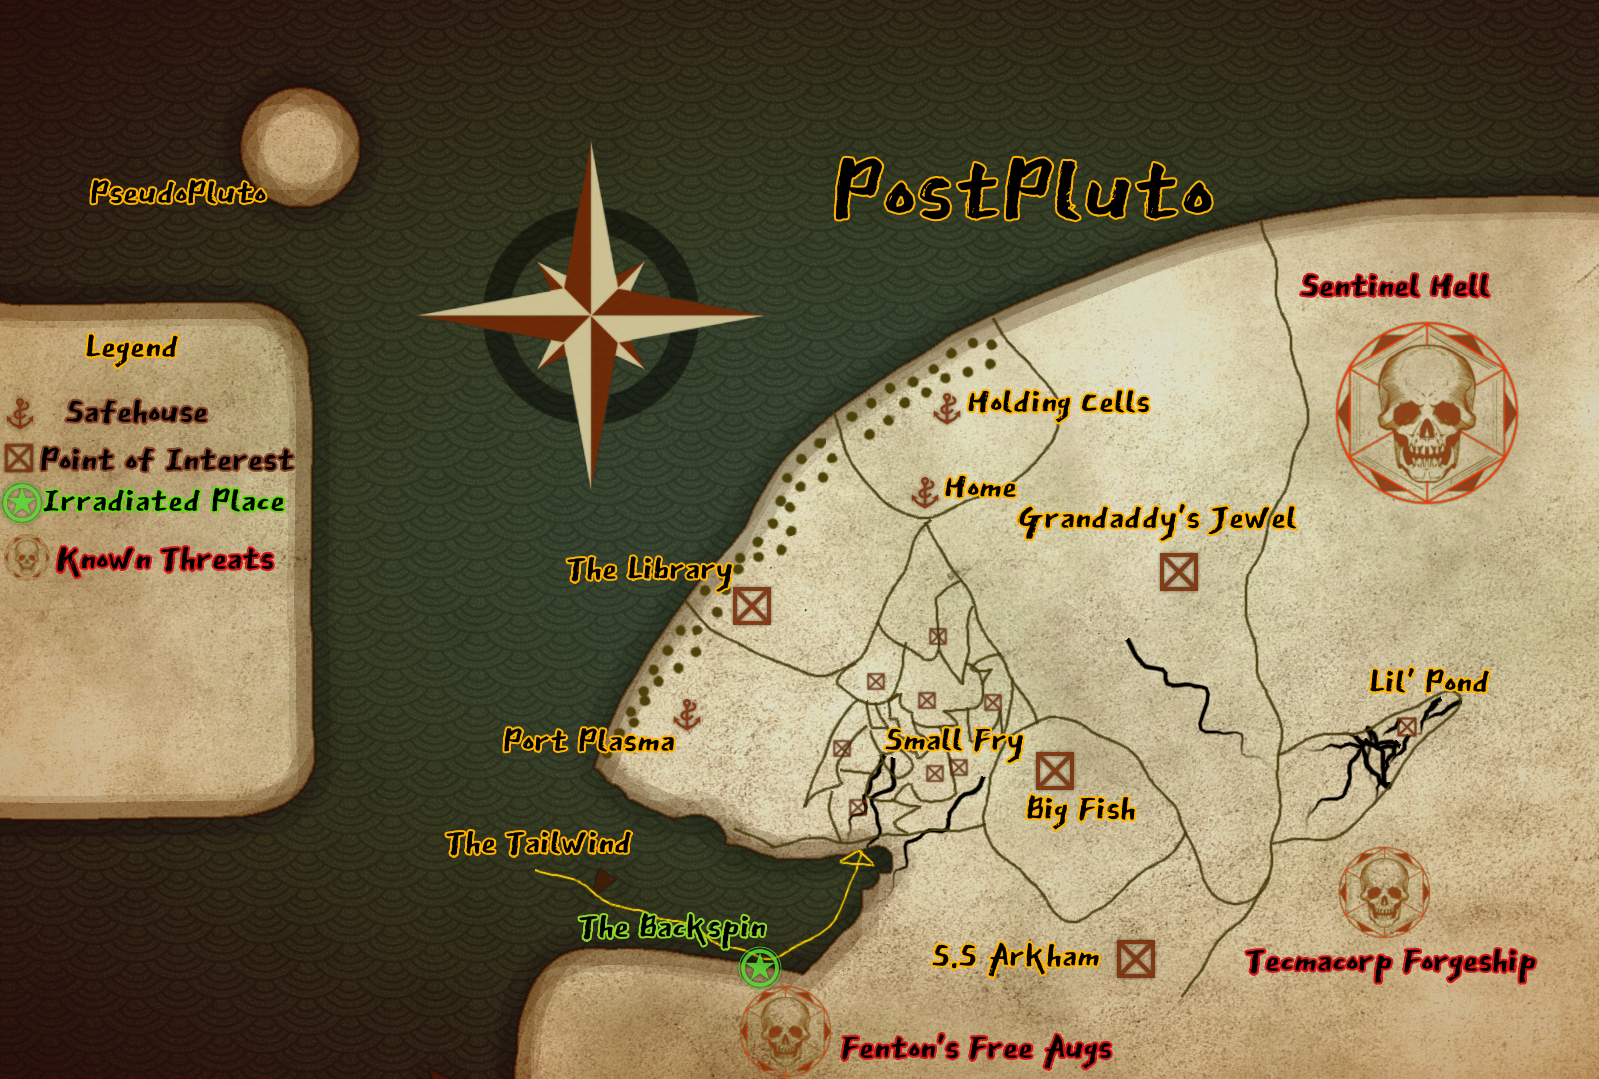 PostPluto
PseudoPluto
Legend
Safehouse
Point of Interest
Irradiated Place
Known Threats
Sentinel Hell
Holding Cells
Home
Grandaddy's Jewel
The Library
Lil' Pond
Port Plasma
Small Fry
Big Fish
The Tailwind
The Backspin
S.S Arkham
Tecmacorp Forgeship
Fenton's Free Augs